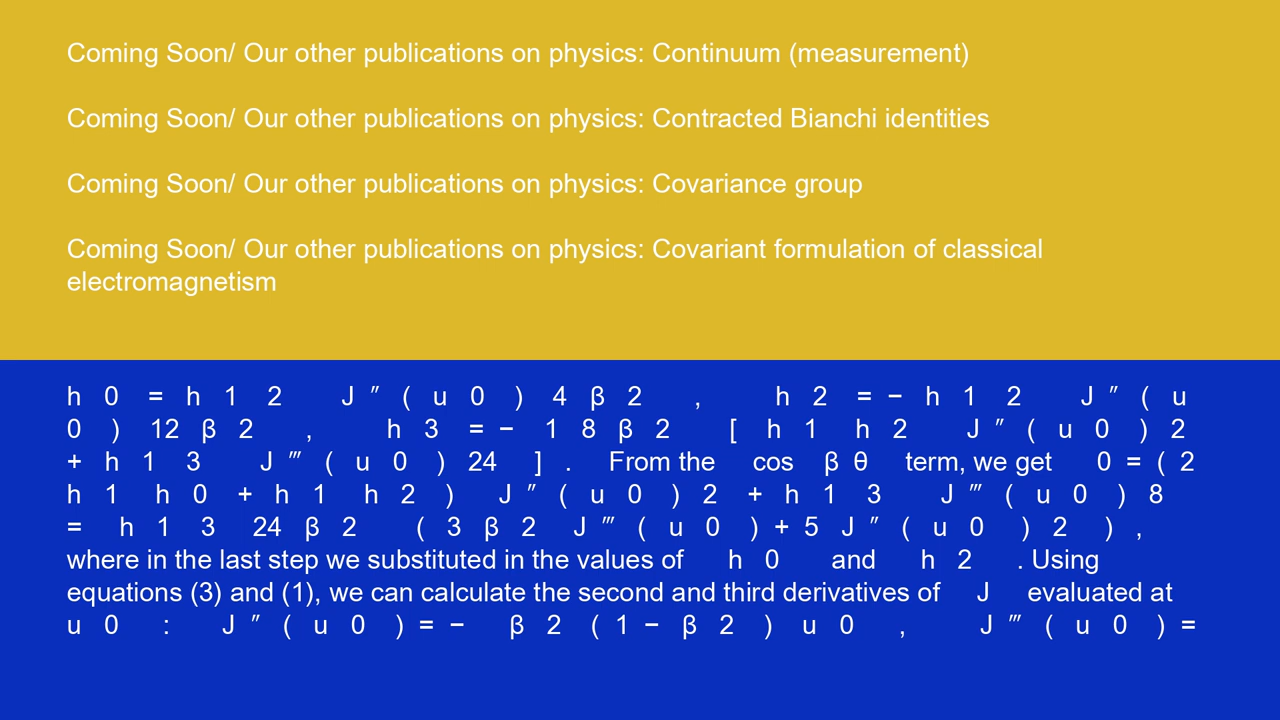 Coming Soon/ Our other publications on physics: Continuum (measurement)
Coming Soon/ Our other publications on physics: Contracted Bianchi identities
Coming Soon/ Our other publications on physics: Covariance group
Coming Soon/ Our other publications on physics: Covariant formulation of classical
electromagnetism
h 0 = h 1 2 J ″ ( u 0 ) 4 β 2 , h 2 = − h 1 2 J ″ ( u
0 ) 12 β 2 , h 3 = − 1 8 β 2 [ h 1 h 2 J ″ ( u 0 ) 2
+ h 1 3 J ‴ ( u 0 ) 24 ] . From the cos β θ term, we get 0 = ( 2
h 1 h 0 + h 1 h 2 ) J ″ ( u 0 ) 2 + h 1 3 J ‴ ( u 0 ) 8
= h 1 3 24 β 2 ( 3 β 2 J ‴ ( u 0 ) + 5 J ″ ( u 0 ) 2 ) ,
where in the last step we substituted in the values of h 0 and h 2 . Using
equations (3) and (1), we can calculate the second and third derivatives of J evaluated at
u 0 : J ″ ( u 0 ) = − β 2 ( 1 − β 2 ) u 0 , J ‴ ( u 0 ) =